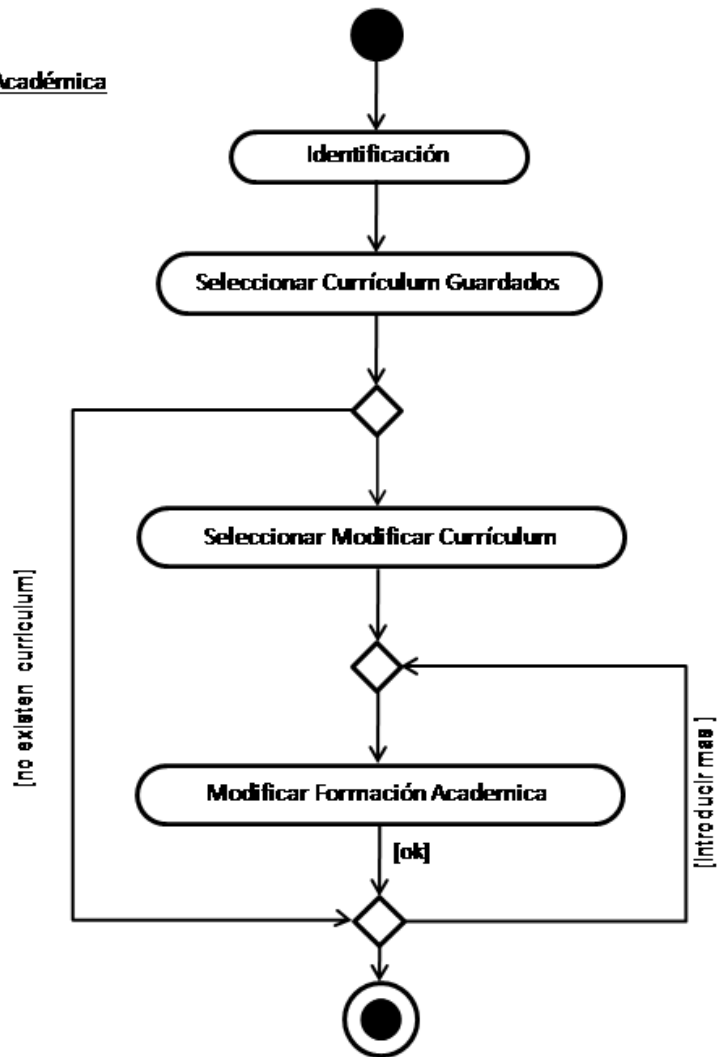 Académica
Identificación
Seleccionar Currículum Guardados
Seleccionar Modificar Currículum
[no existen curriculum]
[Introducir mas ]
Modificar Formación Academica
[ok]